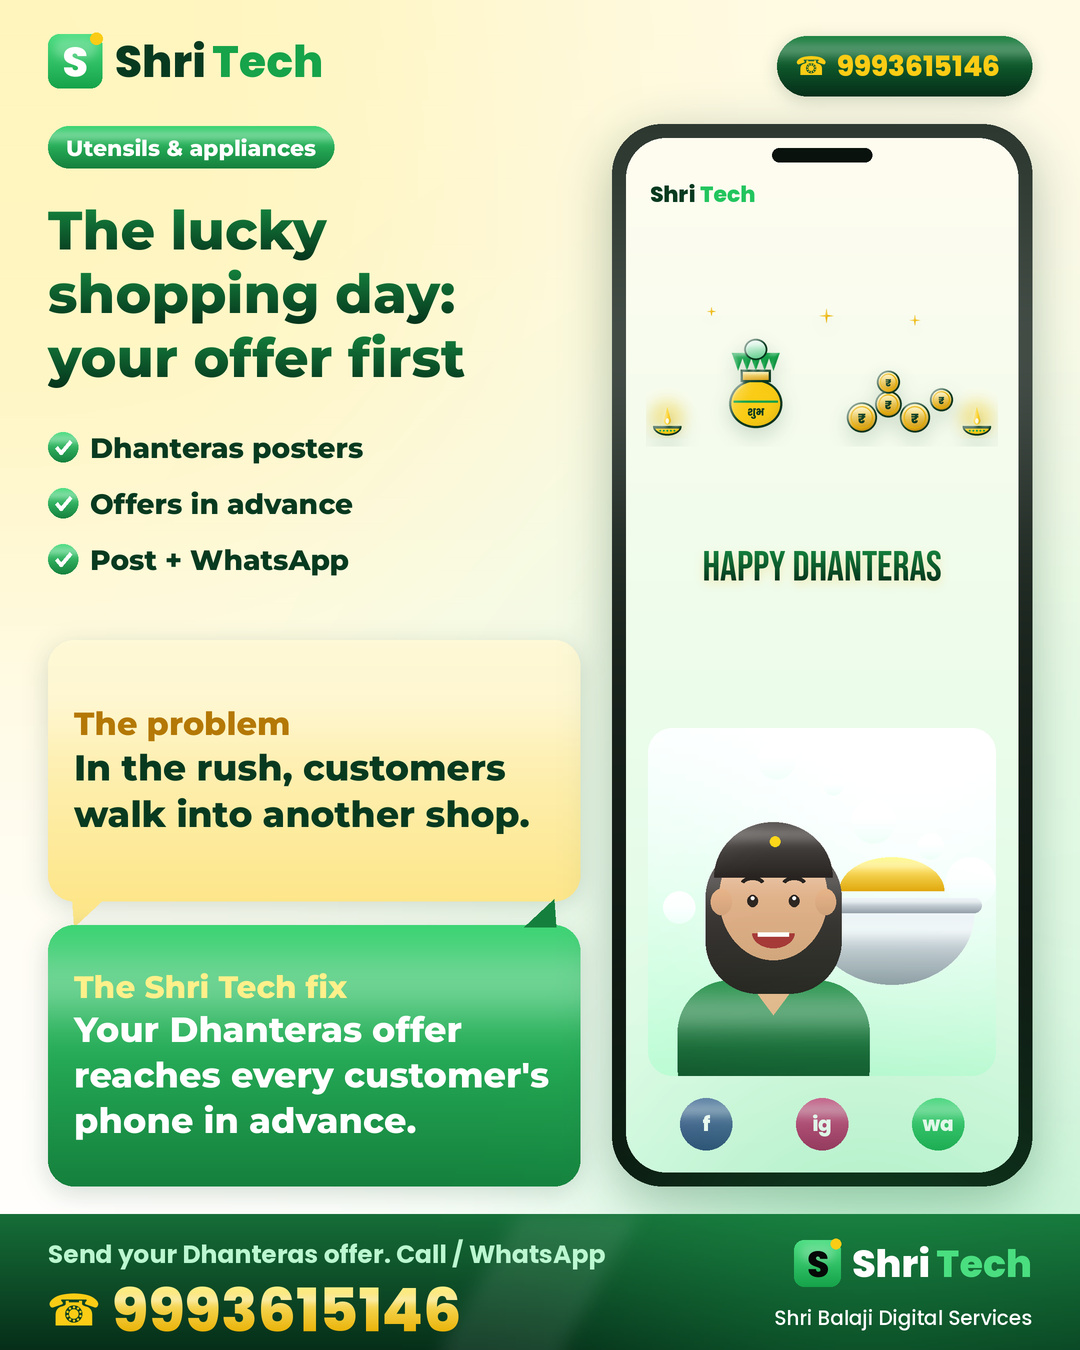 S Shri Tech
☎ 9993615146
Utensils & appliances
The lucky
shopping day:
your offer first
Dhanteras posters
Offers in advance
Post + WhatsApp
The problem
In the rush, customers
walk into another shop.
The Shri Tech fix
Your Dhanteras offer
reaches every customer's
phone in advance.
Shri Tech
शुभ
₹
₹ ₹ ₹ ₹
HAPPY DHANTERAS
f ig wa
Send your Dhanteras offer. Call / WhatsApp
☎ 9993615146
S Shri Tech
Shri Balaji Digital Services